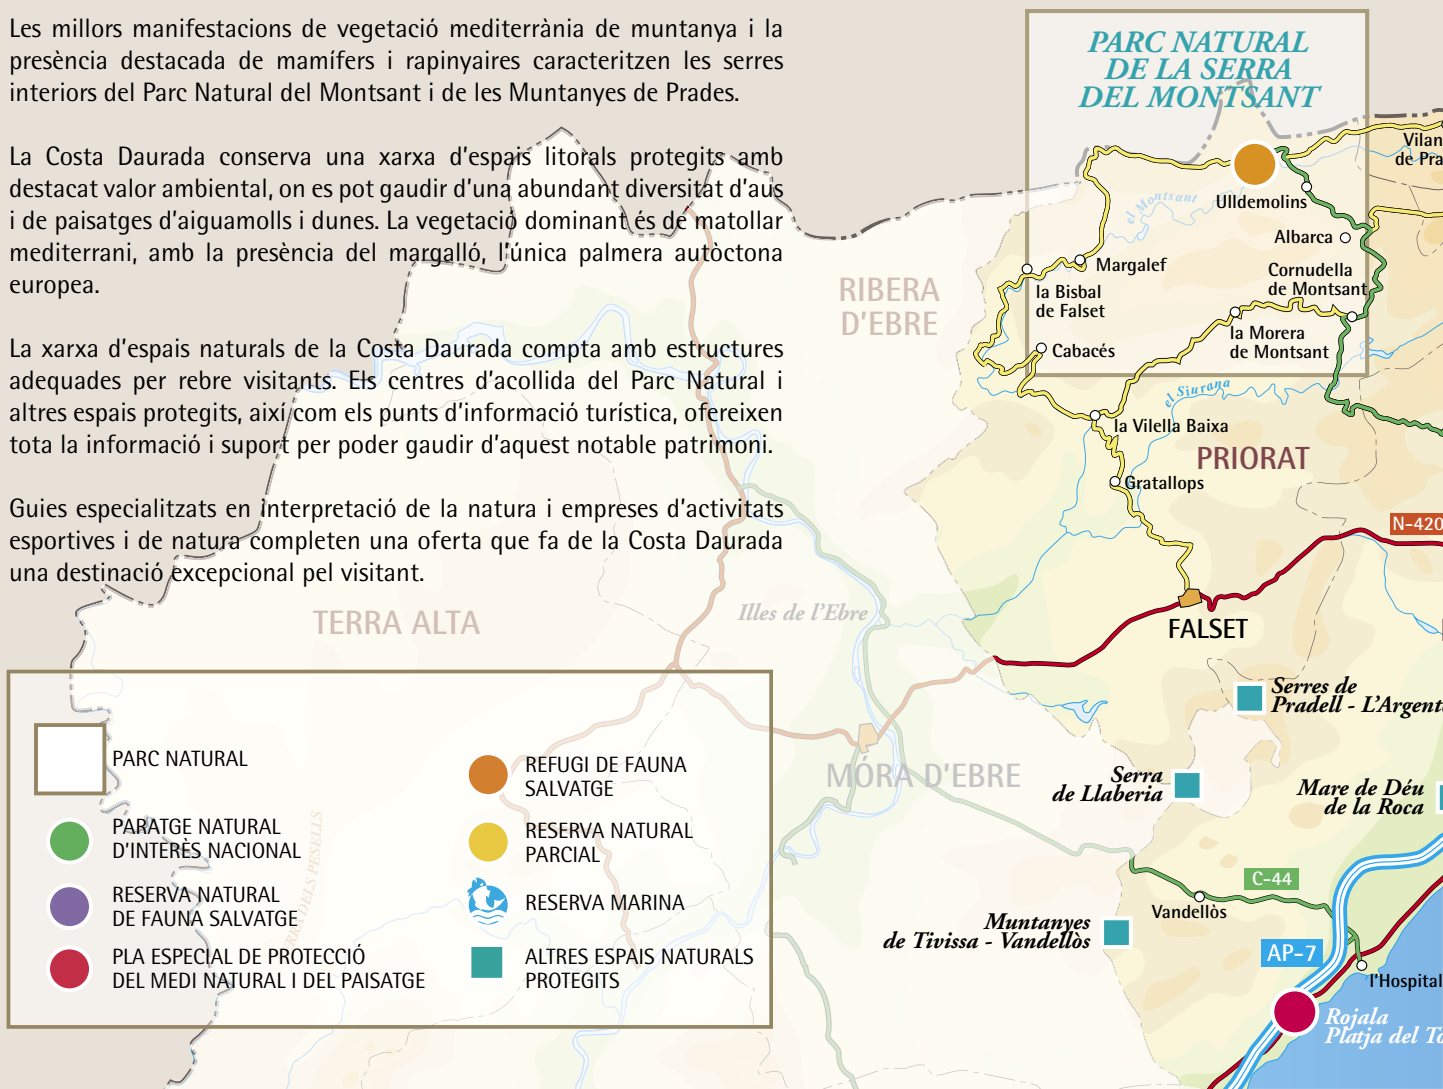 Les millors manifestacions de vegetació mediterrània de muntanya i la
presència destacada de mamífers i rapinyaires caracteritzen les serres
interiors del Parc Natural del Montsant i de les Muntanyes de Prades.
La Costa Daurada conserva una xarxa d'espais litorals protegits amb
destacat valor ambiental, on es pot gaudir d'una abundant diversitat d'aus
i de paisatges d'aiguamolls i dunes. La vegetació dominant és de matollar
mediterrani, amb la presència del margalló, l'única palmera autòctona
europea.
La xarxa d'espais naturals de la Costa Daurada compta amb estructures
adequades per rebre visitants. Els centres d'acollida del Parc Natural i
altres espais protegits, així com els punts d'informació turística, ofereixen
tota la informació i suport per poder gaudir d'aquest notable patrimoni.
Guies especialitzats en interpretació de la natura i empreses d'activitats
esportives i de natura completen una oferta que fa de la Costa Daurada
una destinació excepcional pel visitant.
PARC NATURAL
DE LA SERRA
DEL MONTSANT
Vilan
de Pra
el Montsant
Ulldemolins
Albarca
Margalef
Cornudella
de Montsant
la Bisbal
de Falset
la Morera
de Montsant
Cabacés
RIBERA
D'EBRE
el Siurana
la Vilella Baixa
PRIORAT
Gratallops
N-420
FALSET
Illes de l'Ebre
TERRA ALTA
Serres de
Pradell - L'Argent
MÓRA D'EBRE
Serra
de Llaberia
Mare de Déu
de la Roca
C-44
Vandellòs
Muntanyes
de Tivissa - Vandellòs
AP-7
l'Hospital
Rojala
Platja del To
PARC NATURAL
PARATGE NATURAL
D'INTERÈS NACIONAL
RESERVA NATURAL
DE FAUNA SALVATGE
PLA ESPECIAL DE PROTECCIÓ
DEL MEDI NATURAL I DEL PAISATGE
REFUGI DE FAUNA
SALVATGE
RESERVA NATURAL
PARCIAL
RESERVA MARINA
ALTRES ESPAIS NATURALS
PROTEGITS
DELS PESELLS